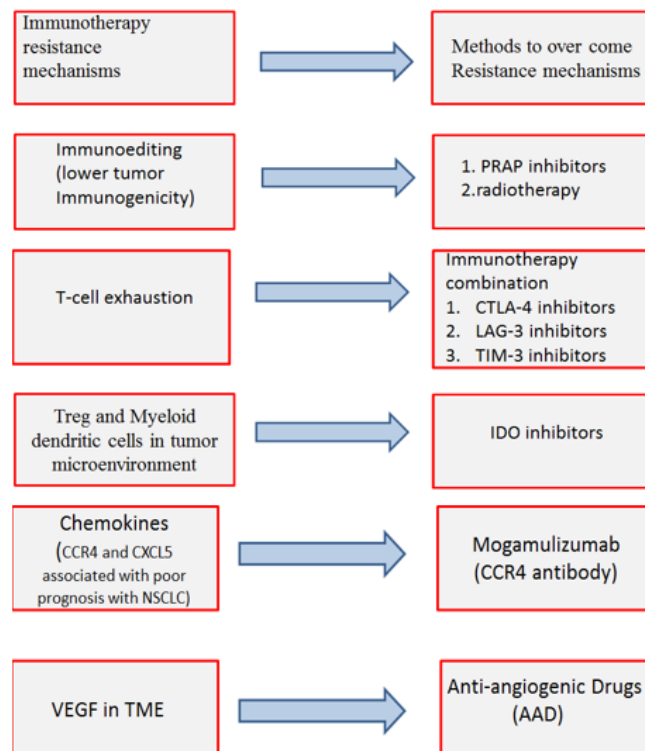 Immunotherapy
resistance
mechanisms
Methods to over come
Resistance mechanisms
Immunoediting
(lower tumor
Immunogenicity)
1. PRAP inhibitors
2.radiotherapy
T-cell exhaustion
Immunotherapy
combination
1. CTLA-4 inhibitors
2. LAG-3 inhibitors
3. TIM-3 inhibitors
Treg and Myeloid
dendritic cells in tumor
microenvironment
IDO inhibitors
Chemokines
(CCR4 and CXCL5
associated with poor
prognosis with NSCLC)
Mogamulizumab
(CCR4 antibody)
VEGF in TME
Anti-angiogenic Drugs
(AAD)